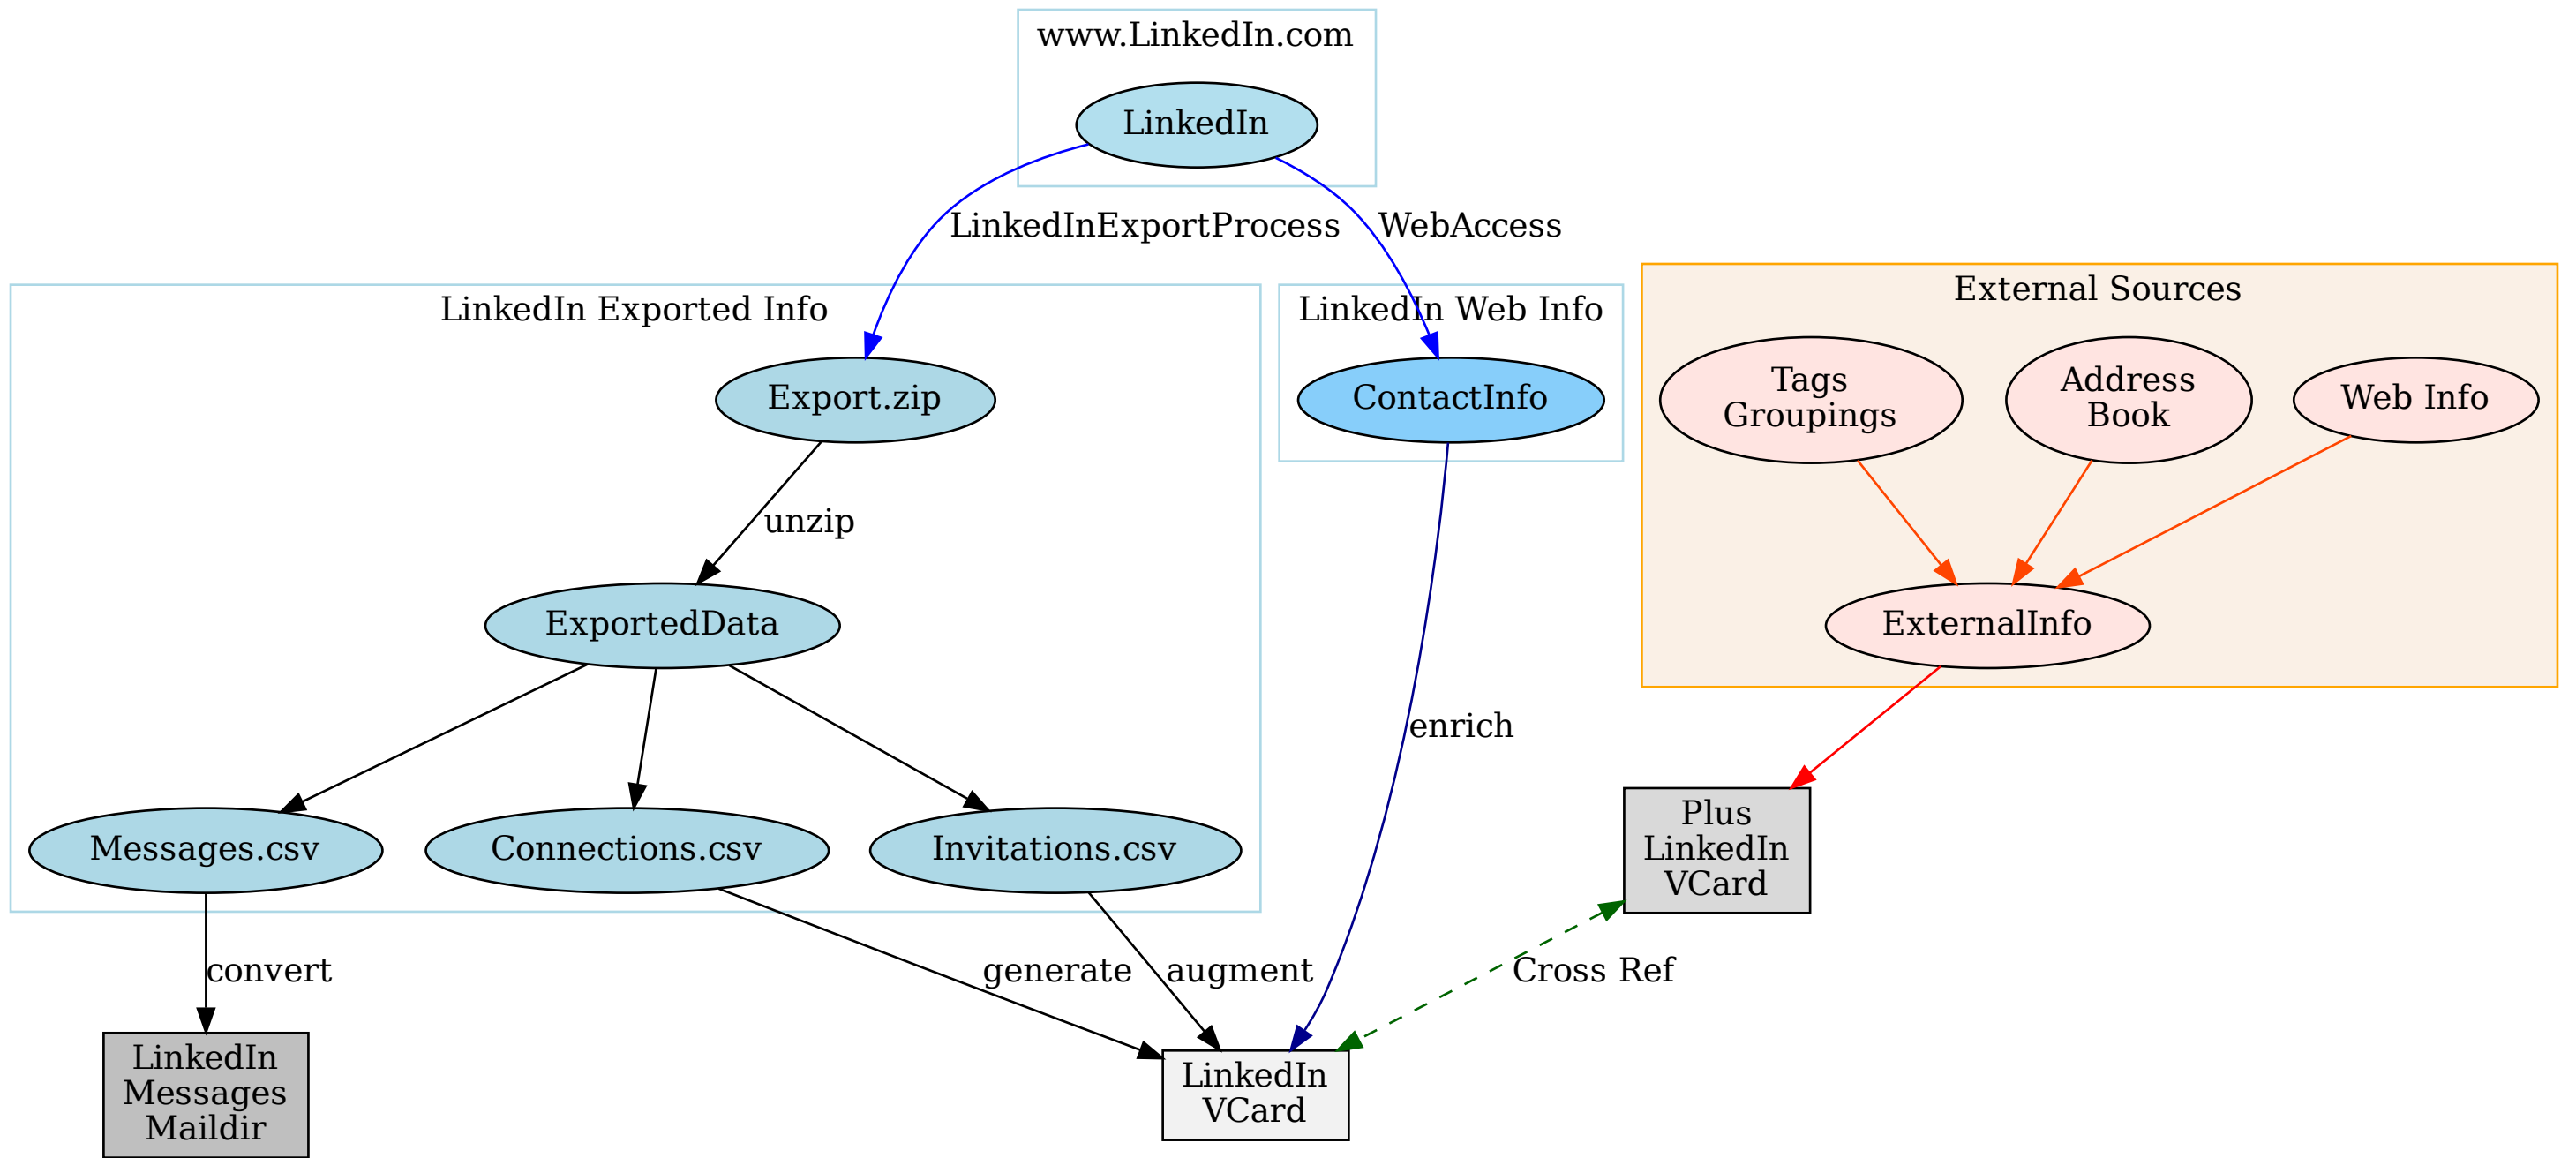 www.LinkedIn.com
LinkedIn
LinkedInExportProcess
WebAccess
LinkedIn Exported Info
LinkedIn Web Info
External Sources
Export.zip
ContactInfo
Tags
Groupings
Address
Book
Web Info
unzip
ExportedData
ExternalInfo
enrich
Messages.csv
Connections.csv
Invitations.csv
Plus
LinkedIn
VCard
convert
generate
augment
Cross Ref
LinkedIn
Messages
Maildir
LinkedIn
VCard